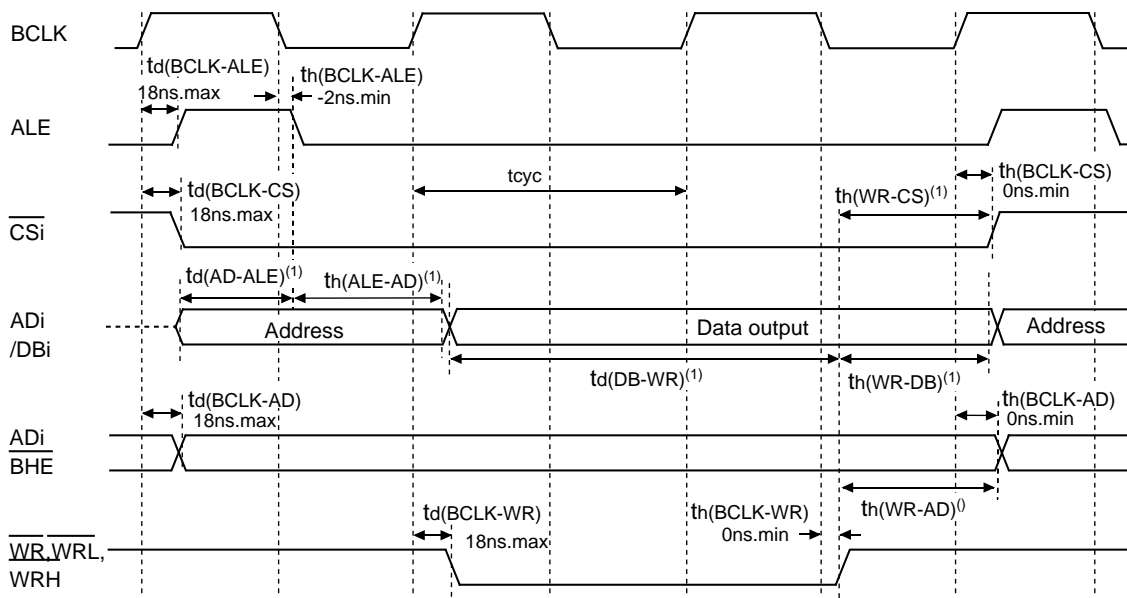 BCLK
td(BCLK-ALE)
18ns.max
th(BCLK-ALE)
-2ns.min
ALE
td(BCLK-CS)
18ns.max
tcyc
th(BCLK-CS)
0ns.min
th(WR-CS)(1)
CSi
td(AD-ALE)(1)
th(ALE-AD)(1)
ADi
/DBi
Address
Data output
Address
td(DB-WR)(1)
th(WR-DB)(1)
td(BCLK-AD)
18ns.max
th(BCLK-AD)
0ns.min
ADi
BHE
th(WR-AD)()
td(BCLK-WR)
18ns.max
th(BCLK-WR)
0ns.min
WR,WRL,
WRH